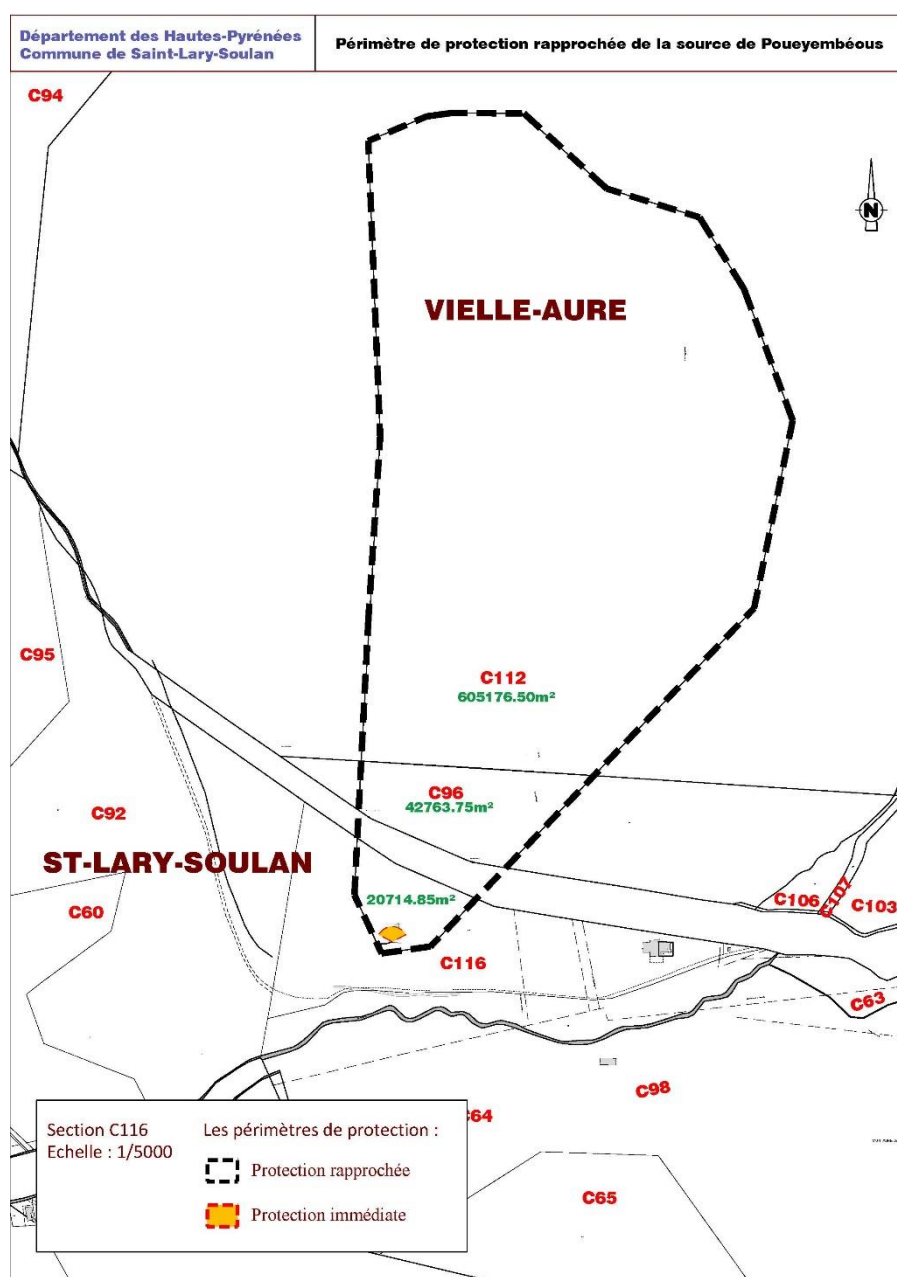 Département des Hautes-Pyrénées
Commune de Saint-Lary-Soulan
Périmètre de protection rapprochée de la source de Poueyembéous
C94
N
VIELLE-AURE
C95
C112
605176.50m²
C96
42763.75m²
C92
ST-LARY-SOULAN
C60
20714.85m²
C106
C107
C103
C116
C63
C98
C64
C65
Section C116
Echelle : 1/5000
Les périmètres de protection :
Protection rapprochée
Protection immédiate